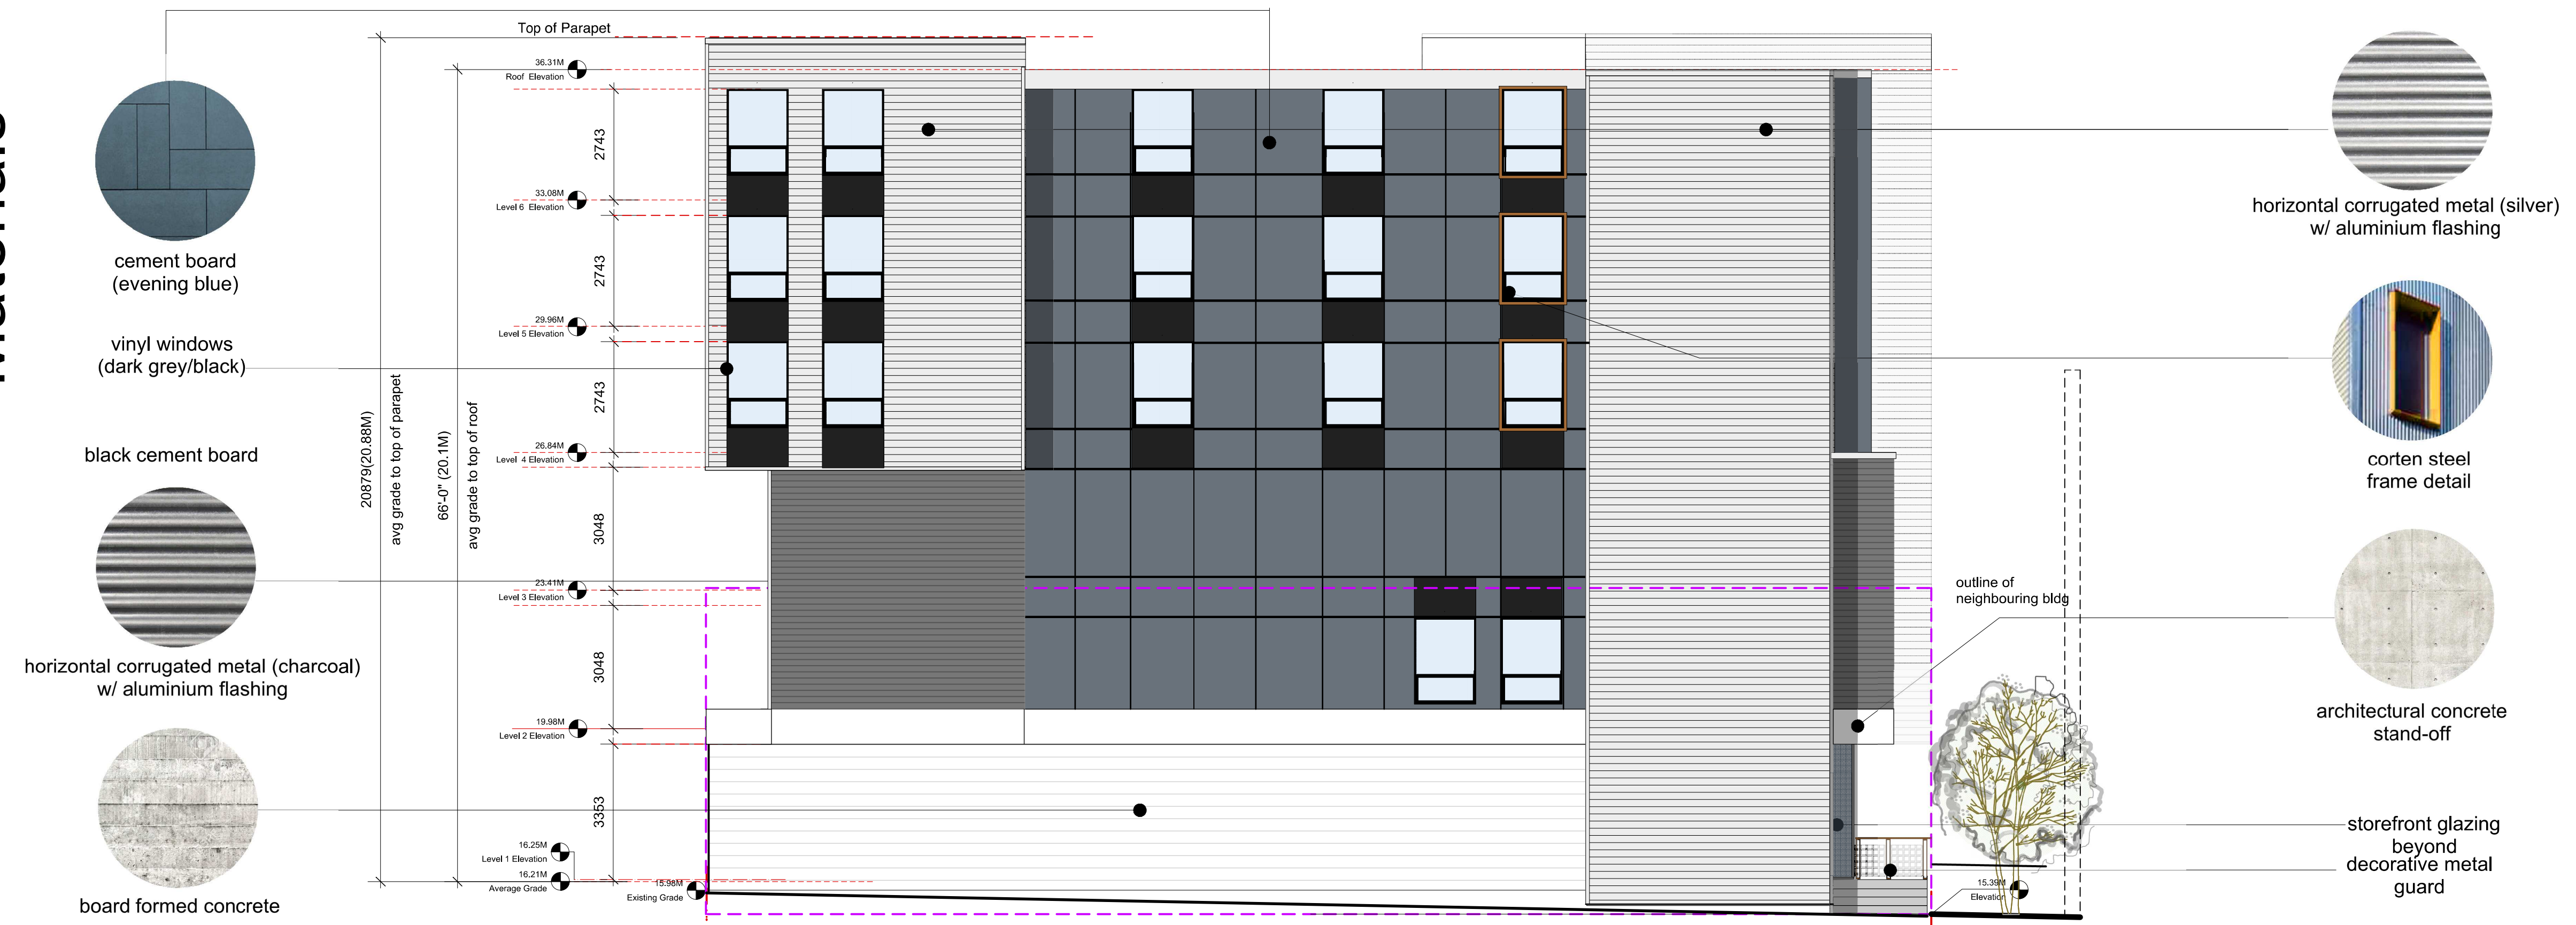 Materials
Top of Parapet
36.31M
Roof Elevation
2743
33.08M
Level 6 Elevation
2743
29.96M
Level 5 Elevation
2743
26.84M
Level 4 Elevation
3048
23.41M
Level 3 Elevation
3048
19.98M
Level 2 Elevation
3353
16.25M
Level 1 Elevation
16.21M
Average Grade
15.98M
Existing Grade
20879(20.88M)
avg grade to top of parapet
66'-0" (20.1M)
avg grade to top of roof
cement board
(evening blue)
vinyl windows
(dark grey/black)
black cement board
horizontal corrugated metal (charcoal)
w/ aluminium flashing
board formed concrete
horizontal corrugated metal (silver)
w/ aluminium flashing
corten steel
frame detail
outline of
neighbouring bldg
architectural concrete
stand-off
storefront glazing
beyond
decorative metal
guard
15.39M
Elevation